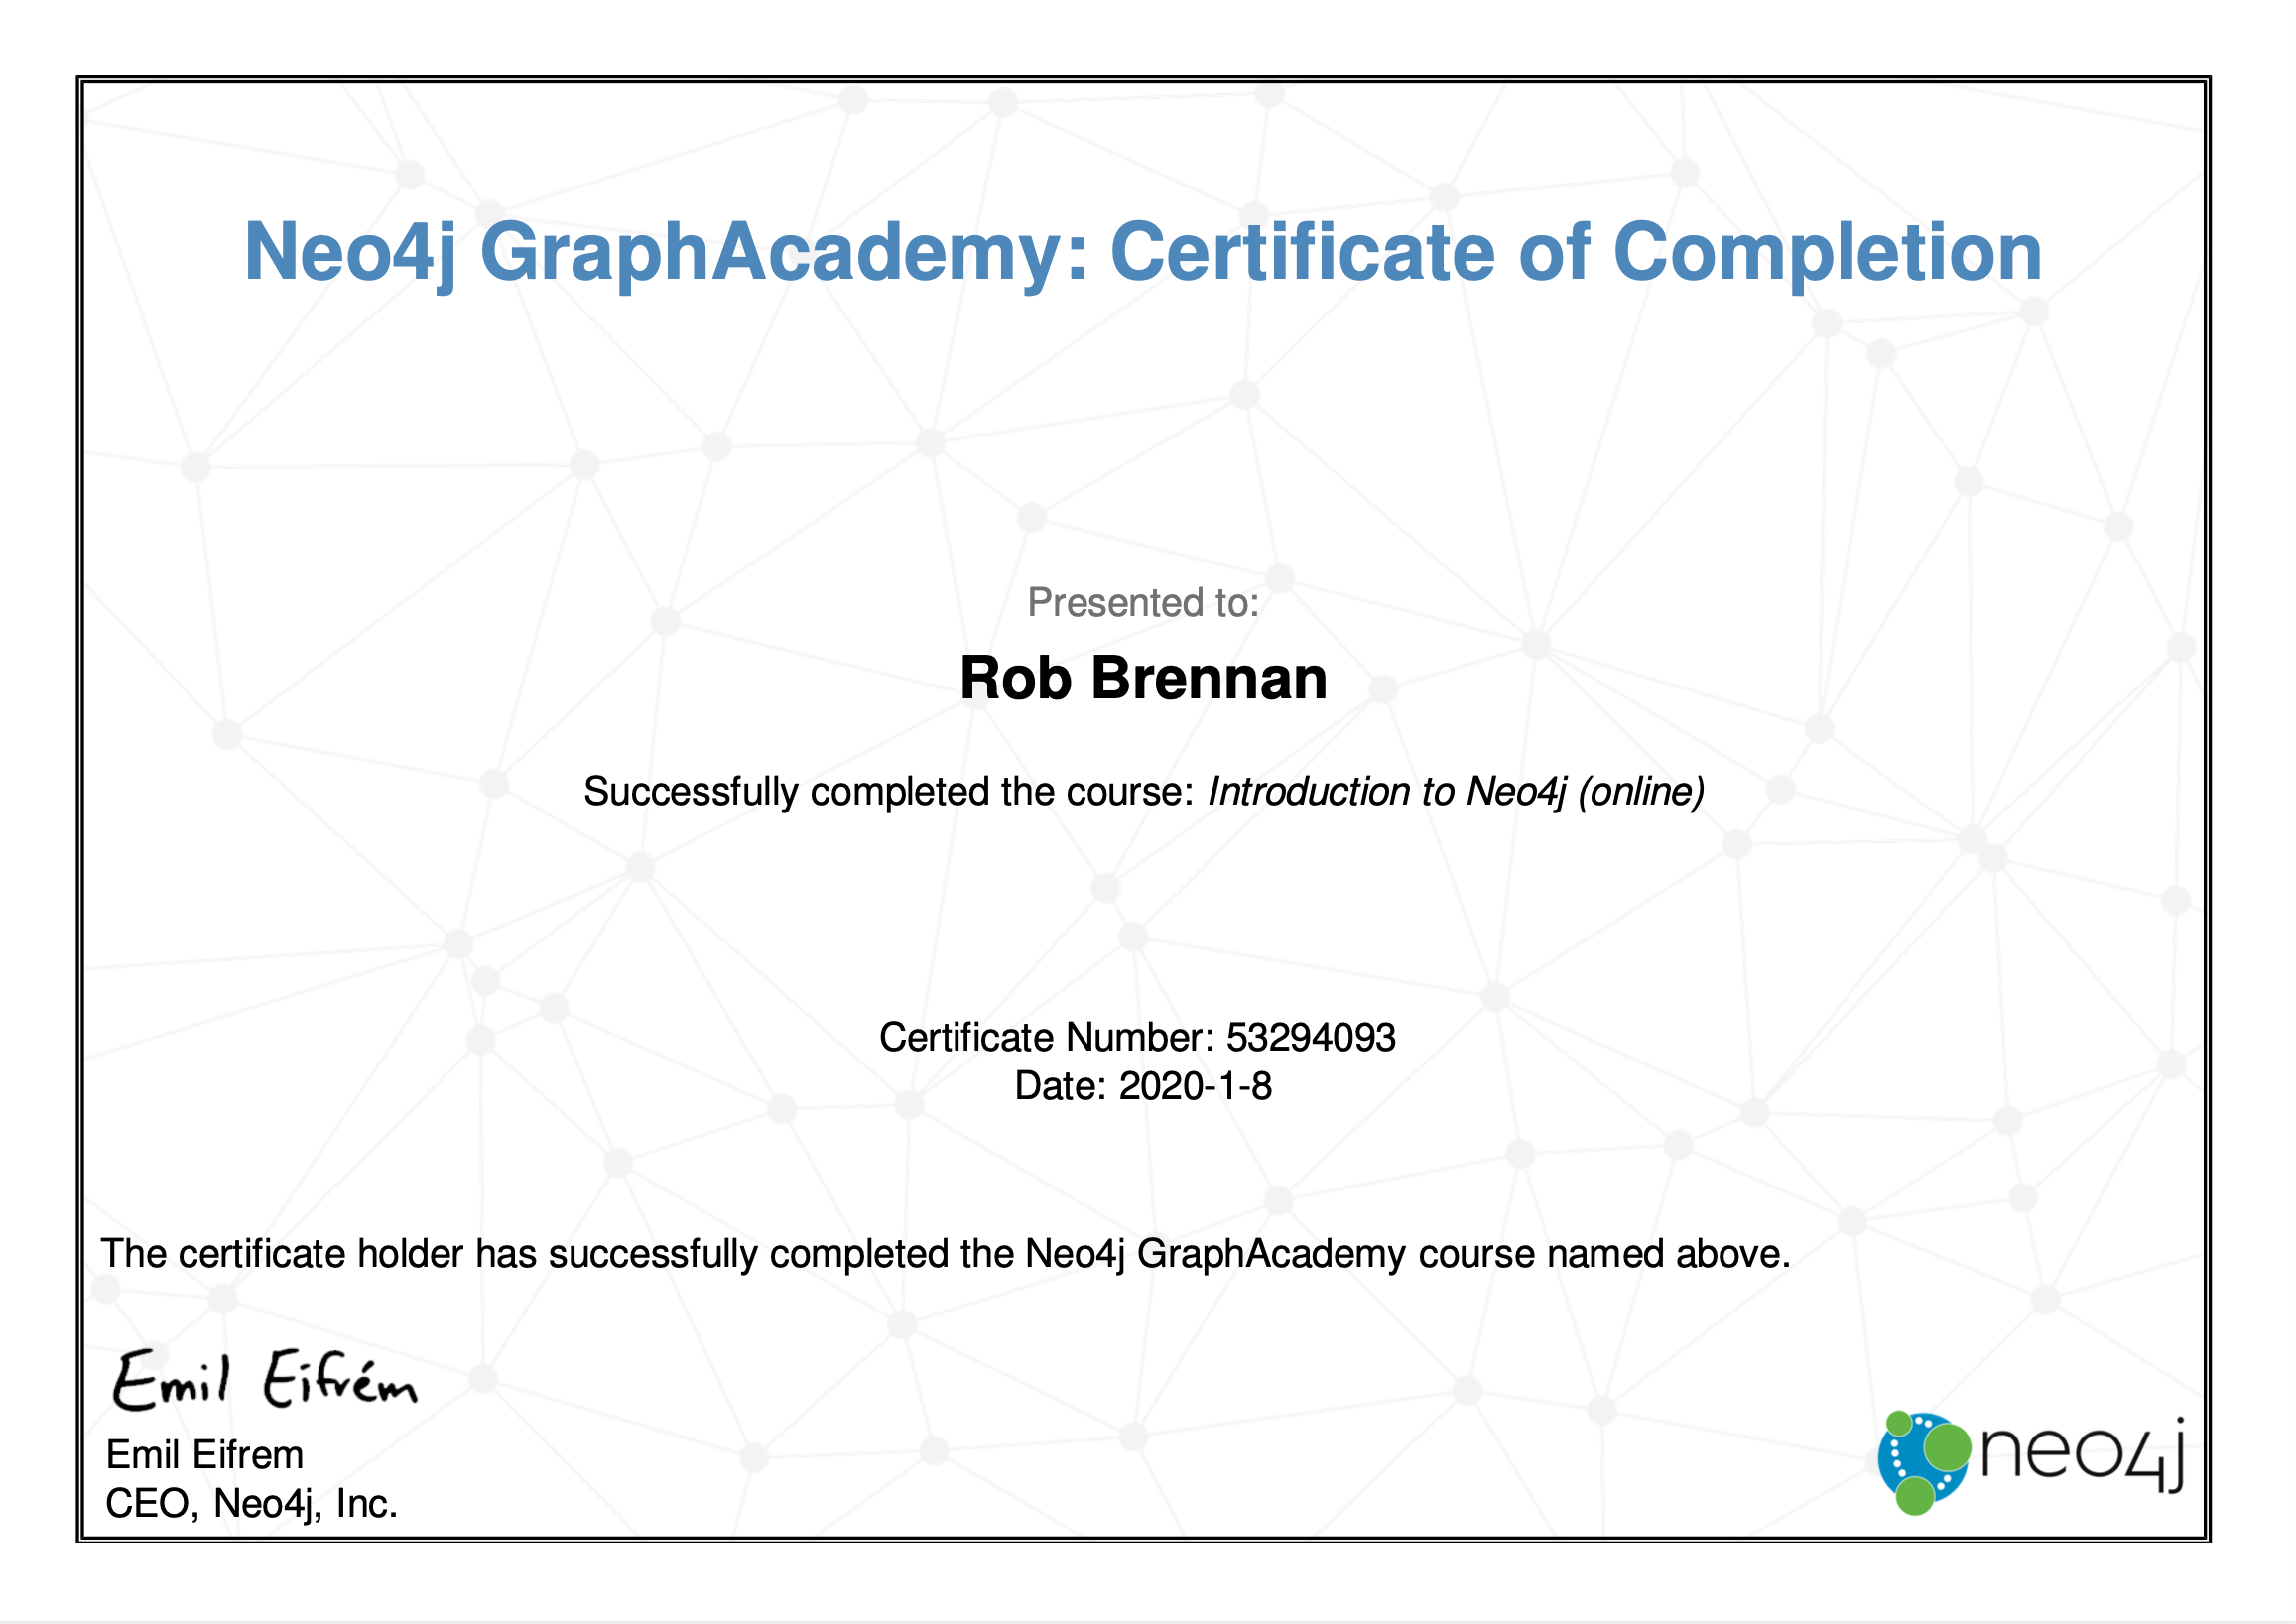 Neo4j GraphAcademy: Certificate of Completion
Presented to:
Rob Brennan
Successfully completed the course: Introduction to Neo4j (online)
Certificate Number: 53294093
Date: 2020-1-8
The certificate holder has successfully completed the Neo4j GraphAcademy course named above.
Emil Eifrém
Emil Eifrem
CEO, Neo4j, Inc.
neo4j